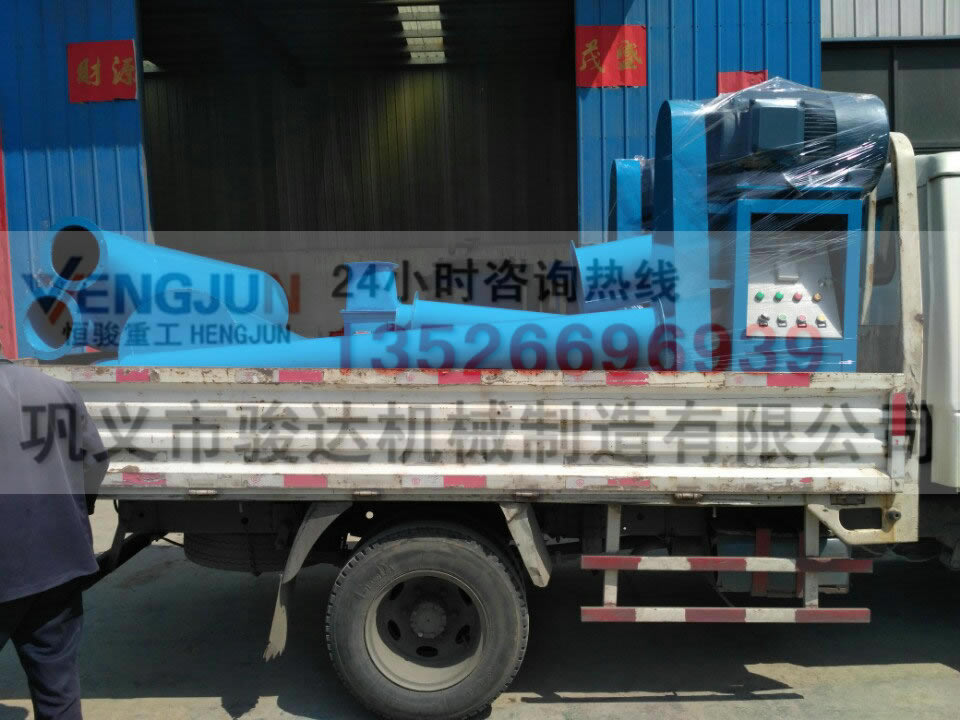 财源
茂盛
HENGJUN
恒骏重工 HENGJUN
24小时咨询热线
13526696939
巩义市骏达机械制造有限公司